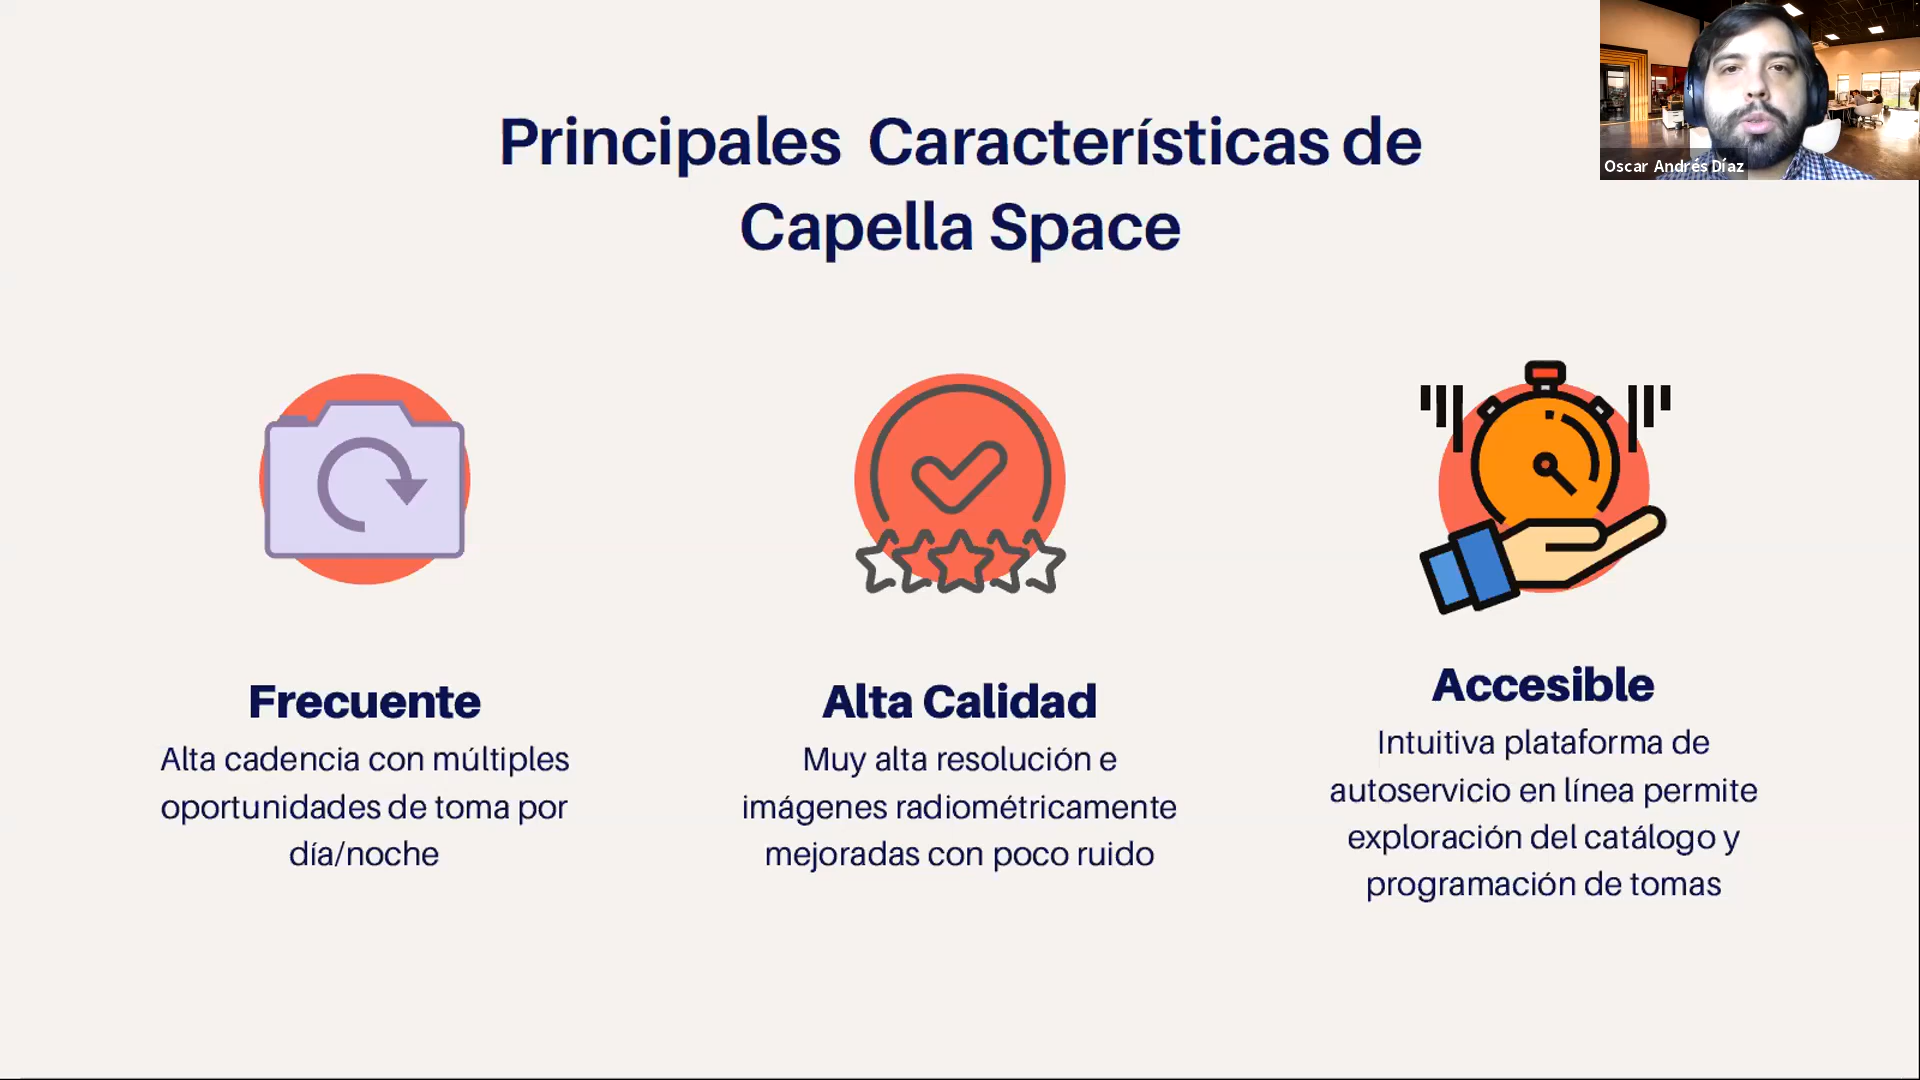 Principales  Características de
Capella Space
Oscar Andrés Díaz
Frecuente
Alta cadencia con múltiples
oportunidades de toma por
día/noche
Alta Calidad
Muy alta resolución e
imágenes radiométricamente
mejoradas con poco ruido
Accesible
Intuitiva plataforma de
autoservicio en línea permite
exploración del catálogo y
programación de tomas